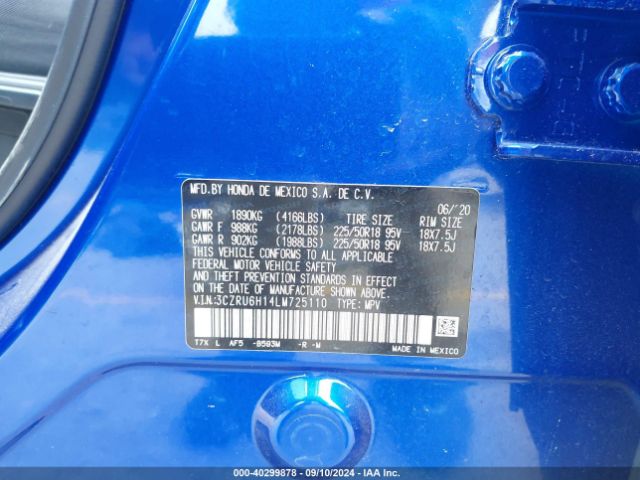 MFD.BY HONDA DE MEXICO S.A. DE C.V.
06/'20
GVWR 1890KG (4166LBS) TIRE SIZE RIM SIZE
GAWR F 988KG (2178LBS) 225/50R18 95V 18X7.5J
GAWR R 902KG (1988LBS) 225/50R18 95V 18X7.5J
THIS VEHICLE CONFORMS TO ALL APPLICABLE
FEDERAL MOTOR VEHICLE SAFETY
AND THEFT PREVENTION STANDARDS IN EFFECT
ON THE DATE OF MANUFACTURE SHOWN ABOVE.
V.I.N:3CZRU6H14LM725110 TYPE: MPV
T7X L AF5 -B593M -R -M
MADE IN MEXICO
000-40299878 - 09/10/2024 - IAA Inc.